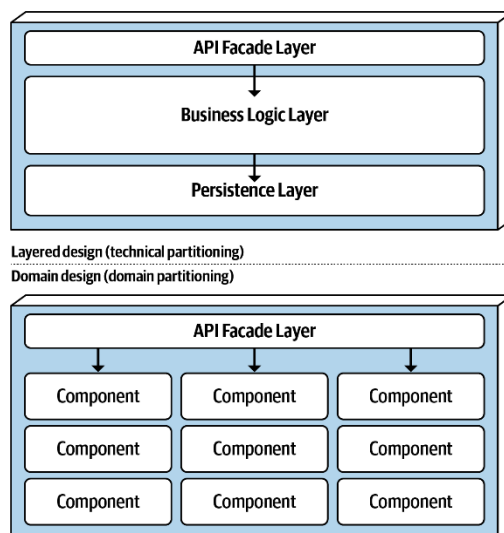 API Facade Layer
Business Logic Layer
Persistence Layer
Layered design (technical partitioning)
Domain design (domain partitioning)
API Facade Layer
Component Component Component
Component Component Component
Component Component Component